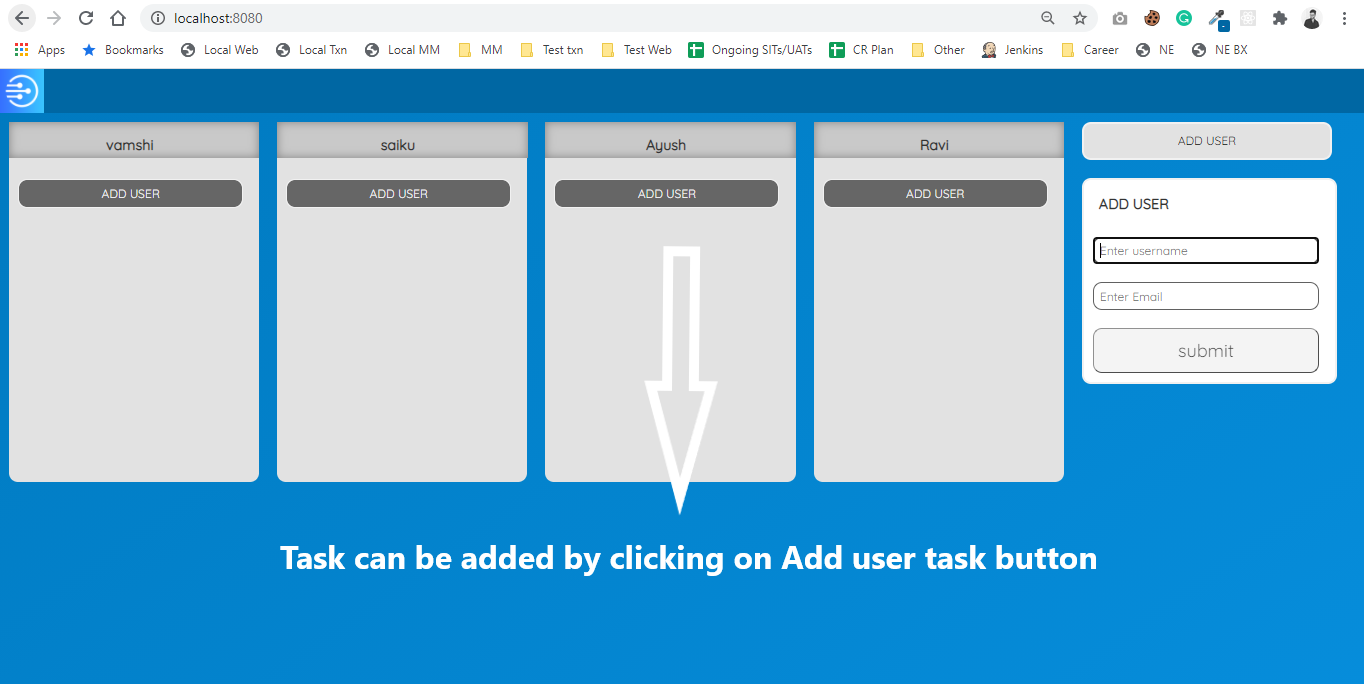 localhost:8080
Apps Bookmarks Local Web Local Txn Local MM MM Test txn Test Web Ongoing SITs/UATs CR Plan Other Jenkins Career NE NE BX
vamshi saiku Ayush Ravi ADD USER
ADD USER ADD USER ADD USER ADD USER
ADD USER
Enter username
Enter Email
submit
Task can be added by clicking on Add user task button